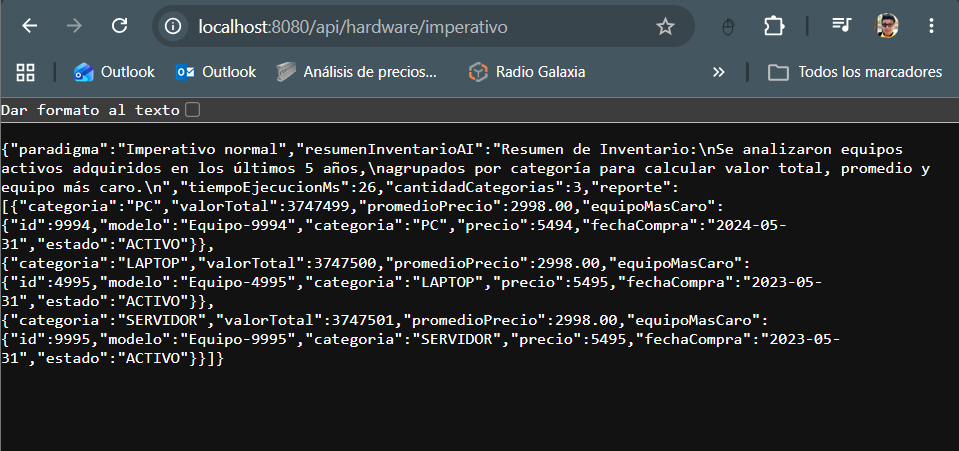 localhost:8080/api/hardware/imperativo
Outlook Outlook Análisis de precios... Radio Galaxia » Todos los marcadores
Dar formato al texto
{"paradigma":"Imperativo normal","resumenInventarioAI":"Resumen de Inventario:\nSe analizaron equipos
activos adquiridos en los últimos 5 años,\nagrupados por categoría para calcular valor total, promedio y
equipo más caro.\n","tiempoEjecucionMs":26,"cantidadCategorias":3,"reporte":
[{"categoria":"PC","valorTotal":3747499,"promedioPrecio":2998.00,"equipoMasCaro":
{"id":9994,"modelo":"Equipo-9994","categoria":"PC","precio":5494,"fechaCompra":"2024-05-
31","estado":"ACTIVO"}},
{"categoria":"LAPTOP","valorTotal":3747500,"promedioPrecio":2998.00,"equipoMasCaro":
{"id":4995,"modelo":"Equipo-4995","categoria":"LAPTOP","precio":5495,"fechaCompra":"2023-05-
31","estado":"ACTIVO"}},
{"categoria":"SERVIDOR","valorTotal":3747501,"promedioPrecio":2998.00,"equipoMasCaro":
{"id":9995,"modelo":"Equipo-9995","categoria":"SERVIDOR","precio":5495,"fechaCompra":"2023-05-
31","estado":"ACTIVO"}}]}